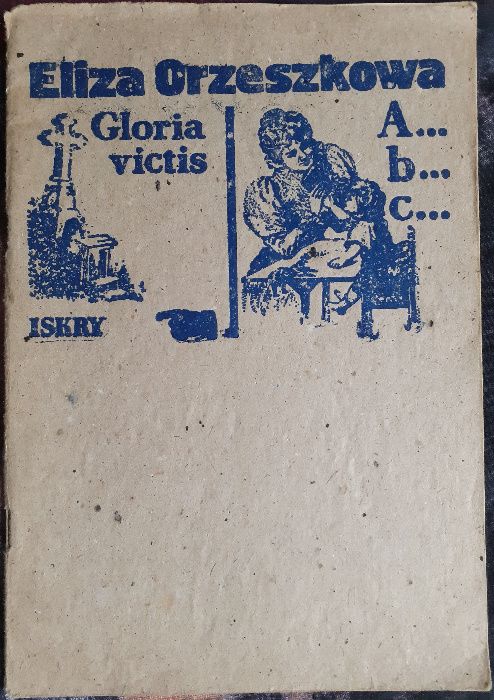 Eliza Orzeszkowa
Gloria
victis
A...
b...
c...
ISKRY